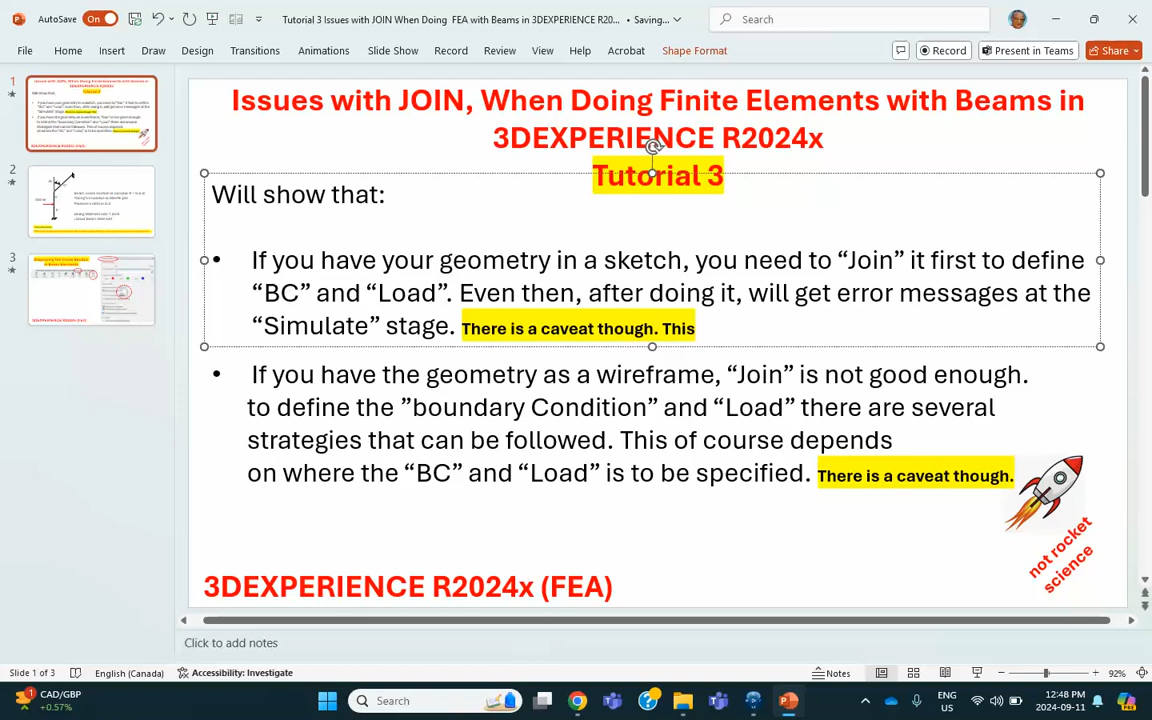 AutoSave On Tutorial 3 Issues with JOIN When Doing FEA with Beams in 3DEXPERIENCE R20... • Saving... Search
File Home Insert Draw Design Transitions Animations Slide Show Record Review View Help Acrobat Shape Format Record Present in Teams Share
1
2
3
Issues with JOIN, When Doing Finite Elements with Beams in
3DEXPERIENCE R2024x
Tutorial 3
Will show that:
• If you have your geometry in a sketch, you need to “Join” it first to define
“BC” and “Load”. Even then, after doing it, will get error messages at the
“Simulate” stage. There is a caveat though. This
• If you have the geometry as a wireframe, “Join” is not good enough.
to define the ”boundary Condition” and “Load” there are several
strategies that can be followed. This of course depends
on where the “BC” and “Load” is to be specified. There is a caveat though.
not rocket
science
3DEXPERIENCE R2024x (FEA)
Click to add notes
Slide 1 of 3 English (Canada) Accessibility: Investigate Notes 92%
1 CAD/GBP
+0.57%
Search
ENG
US
12:48 PM
2024-09-11